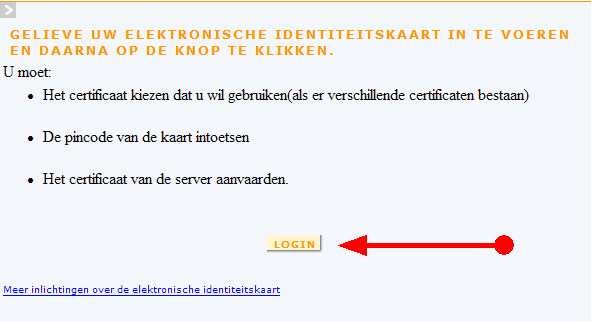 GELIEVE UW ELEKTRONISCHE IDENTITEITSKAART IN TE VOEREN
EN DAARNA OP DE KNOP TE KLIKKEN.
U moet:
Het certificaat kiezen dat u wil gebruiken(als er verschillende certificaten bestaan)
De pincode van de kaart intoetsen
Het certificaat van de server aanvaarden.
LOGIN
Meer inlichtingen over de elektronische identiteitskaart